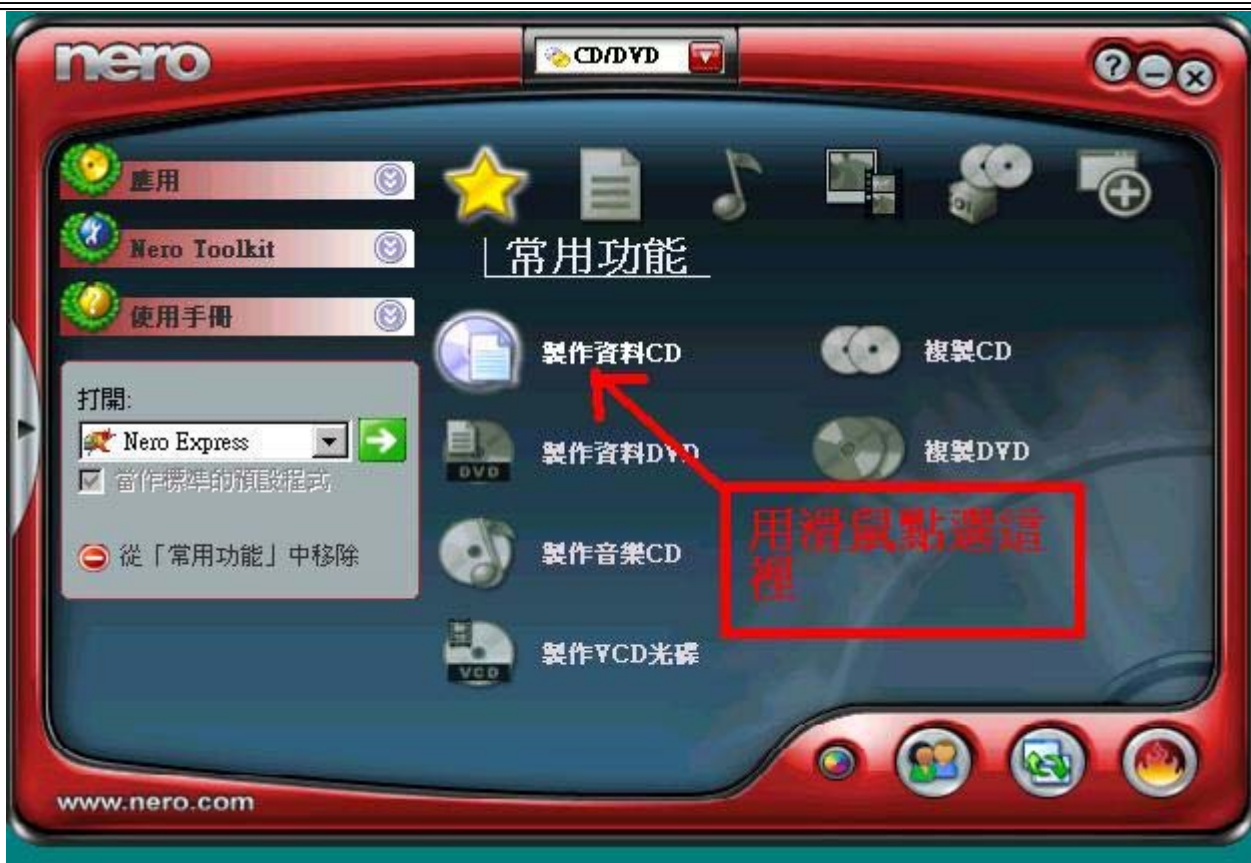 nero
CD/DVD
應用
Nero Toolkit
使用手冊
常用功能
製作資料CD
複製CD
製作資料DVD
複製DVD
製作音樂CD
製作VCD光碟
打開:
Nero Express
當作標準的預設程式
從「常用功能」中移除
用滑鼠點選這
裡
DVD
VCD
www.nero.com